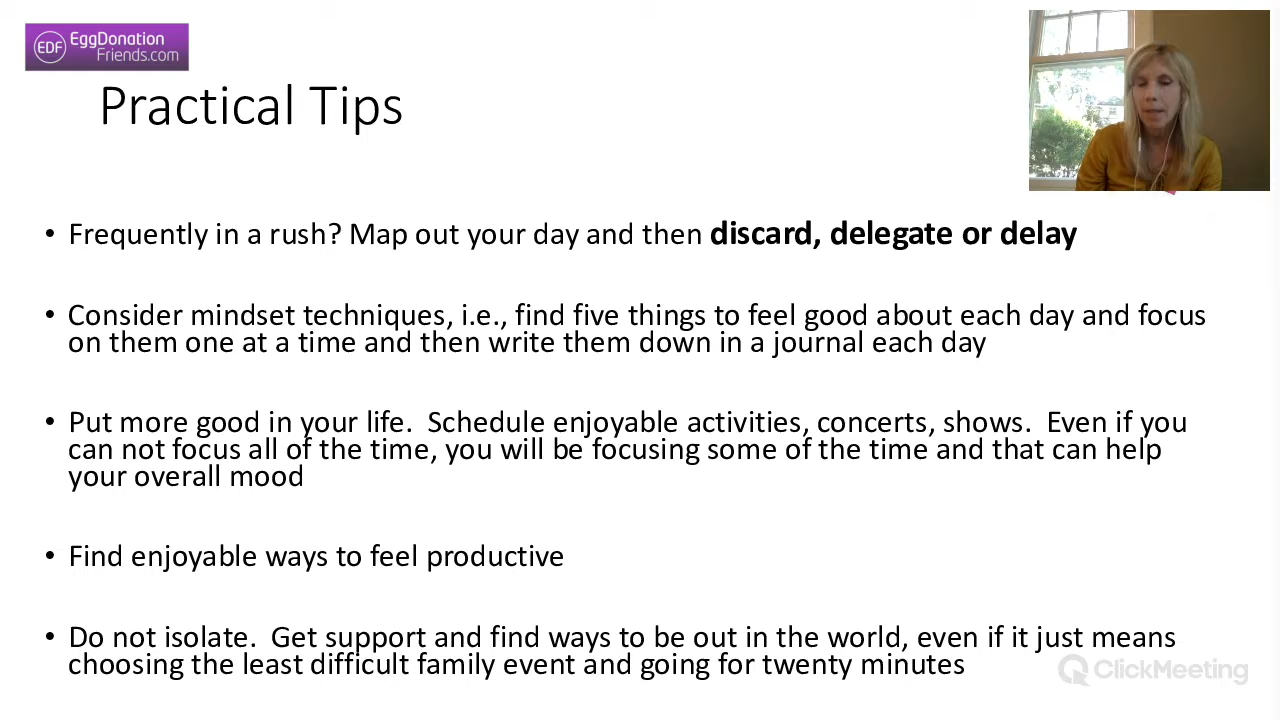 EDF EggDonation
Friends.com
Practical Tips
• Frequently in a rush? Map out your day and then discard, delegate or delay
• Consider mindset techniques, i.e., find five things to feel good about each day and focus
on them one at a time and then write them down in a journal each day
• Put more good in your life.  Schedule enjoyable activities, concerts, shows.  Even if you
can not focus all of the time, you will be focusing some of the time and that can help
your overall mood
• Find enjoyable ways to feel productive
• Do not isolate.  Get support and find ways to be out in the world, even if it just means
choosing the least difficult family event and going for twenty minutes
ClickMeeting